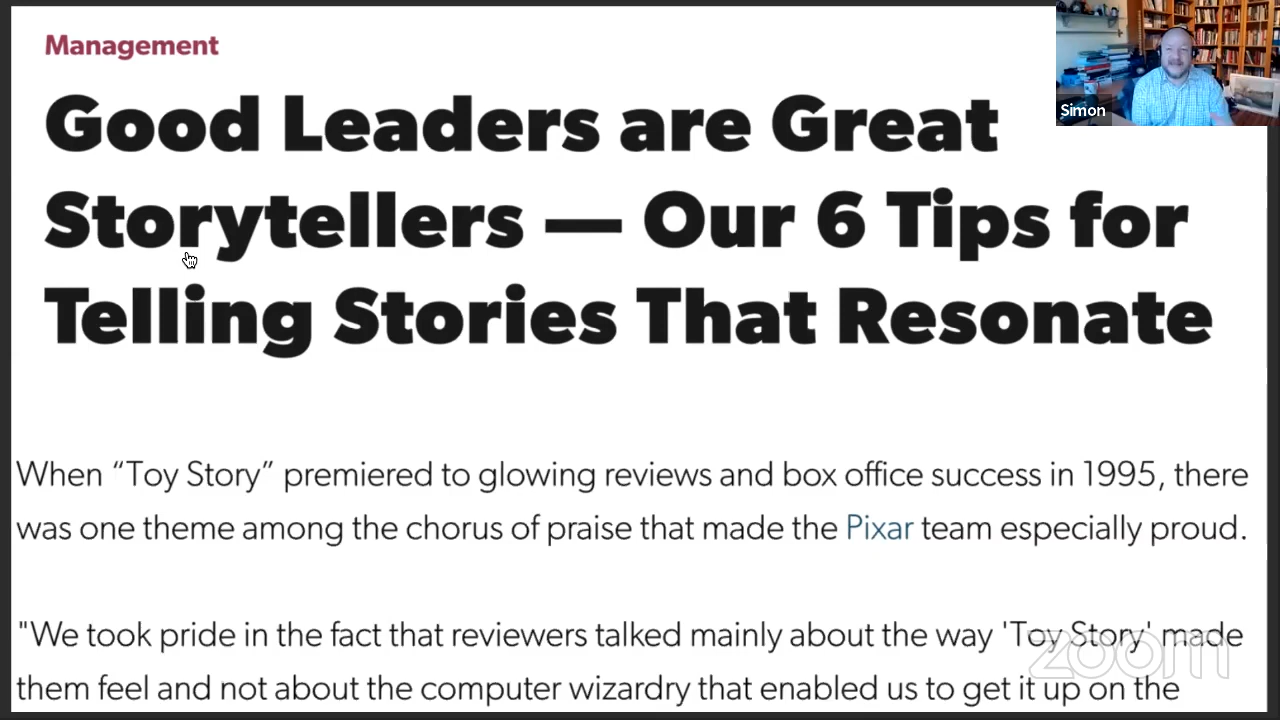 Management
Good Leaders are Great
Storytellers — Our 6 Tips for
Telling Stories That Resonate
Simon
When “Toy Story” premiered to glowing reviews and box office success in 1995, there
was one theme among the chorus of praise that made the Pixar team especially proud.
"We took pride in the fact that reviewers talked mainly about the way 'Toy Story' made
them feel and not about the computer wizardry that enabled us to get it up on the
zoom